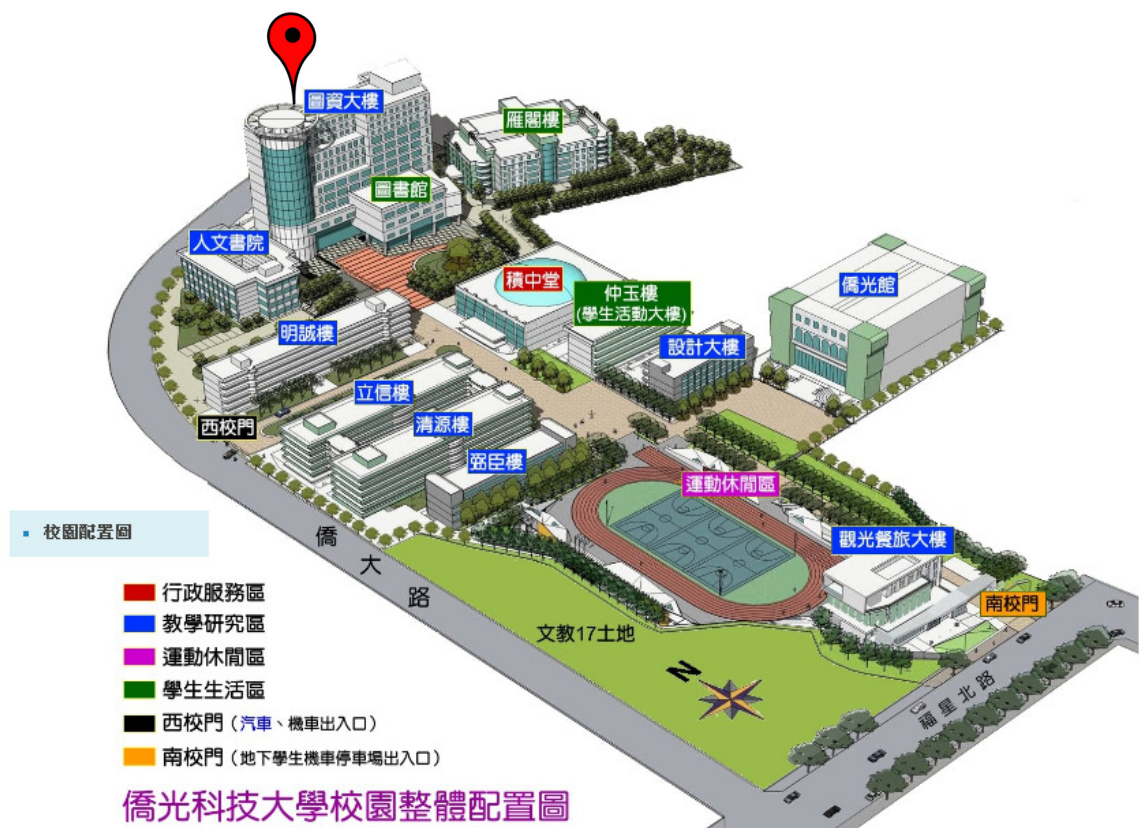 圖資大樓
雁閣樓
圖書館
人文書院
積中堂
仲玉樓
(學生活動大樓)
僑光館
明誠樓
設計大樓
立信樓
清源樓
西校門
弼臣樓
運動休閒區
校園配置圖
僑大路
觀光餐旅大樓
南校門
文教17土地
N
福星北路
行政服務區
教學研究區
運動休閒區
學生生活區
西校門(汽車、機車出入口)
南校門(地下學生機車停車場出入口)
僑光科技大學校園整體配置圖